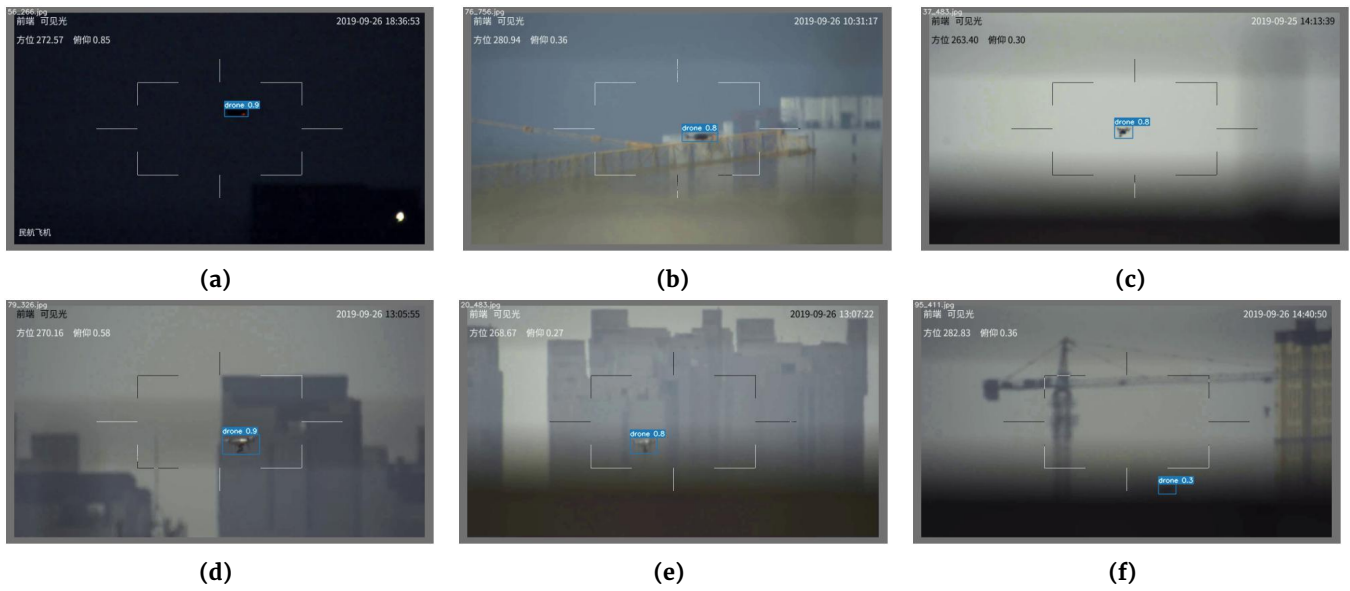 56_266.jpg
前端 可见光 2019-09-26 18:36:53
方位 272.57 俯仰 0.85
drone 0.9
民航飞机
(a)
76_756.jpg
前端 可见光 2019-09-26 10:31:17
方位 280.94 俯仰 0.36
drone 0.8
(b)
37_483.jpg
前端 可见光 2019-09-25 14:13:39
方位 263.40 俯仰 0.30
drone 0.8
(c)
79_326.jpg
前端 可见光 2019-09-26 13:05:55
方位 270.16 俯仰 0.58
drone 0.9
(d)
20_483.jpg
前端 可见光 2019-09-26 13:07:22
方位 268.67 俯仰 0.27
drone 0.8
(e)
95_411.jpg
前端 可见光 2019-09-26 14:40:50
方位 282.83 俯仰 0.36
drone 0.3
(f)